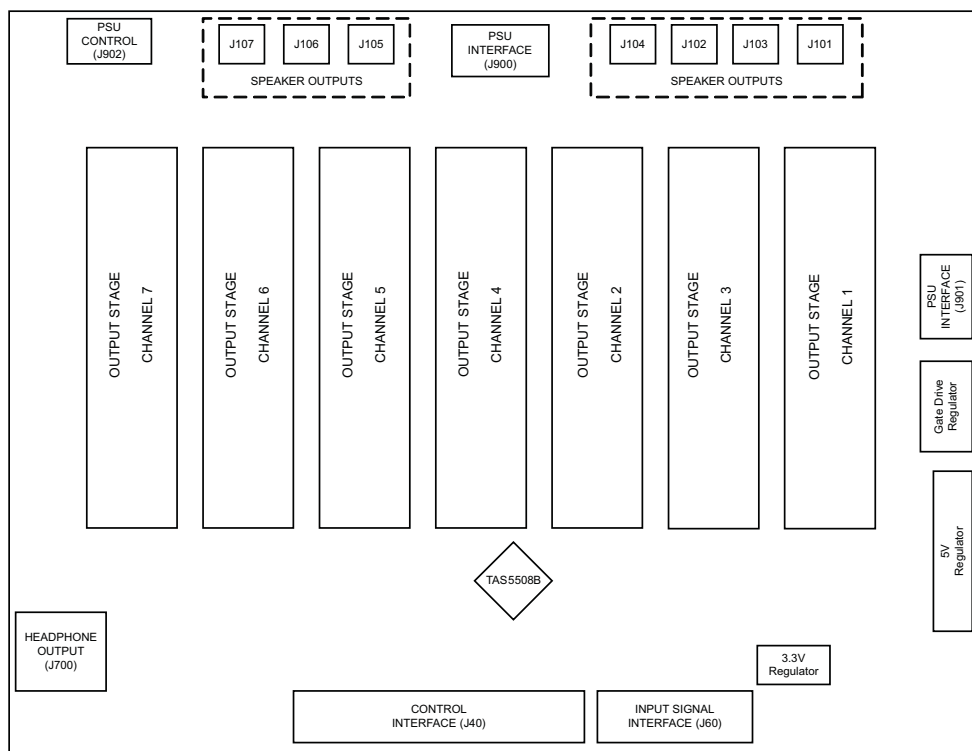 PSU
CONTROL
(J902)
J107
J106
J105
SPEAKER OUTPUTS
PSU
INTERFACE
(J900)
J104
J102
J103
J101
SPEAKER OUTPUTS
OUTPUT STAGE
CHANNEL 7
OUTPUT STAGE
CHANNEL 6
OUTPUT STAGE
CHANNEL 5
OUTPUT STAGE
CHANNEL 4
OUTPUT STAGE
CHANNEL 2
OUTPUT STAGE
CHANNEL 3
OUTPUT STAGE
CHANNEL 1
PSU
INTERFACE
(J901)
Gate Drive
Regulator
5V
Regulator
TAS5508B
HEADPHONE
OUTPUT
(J700)
3.3V
Regulator
CONTROL
INTERFACE (J40)
INPUT SIGNAL
INTERFACE (J60)